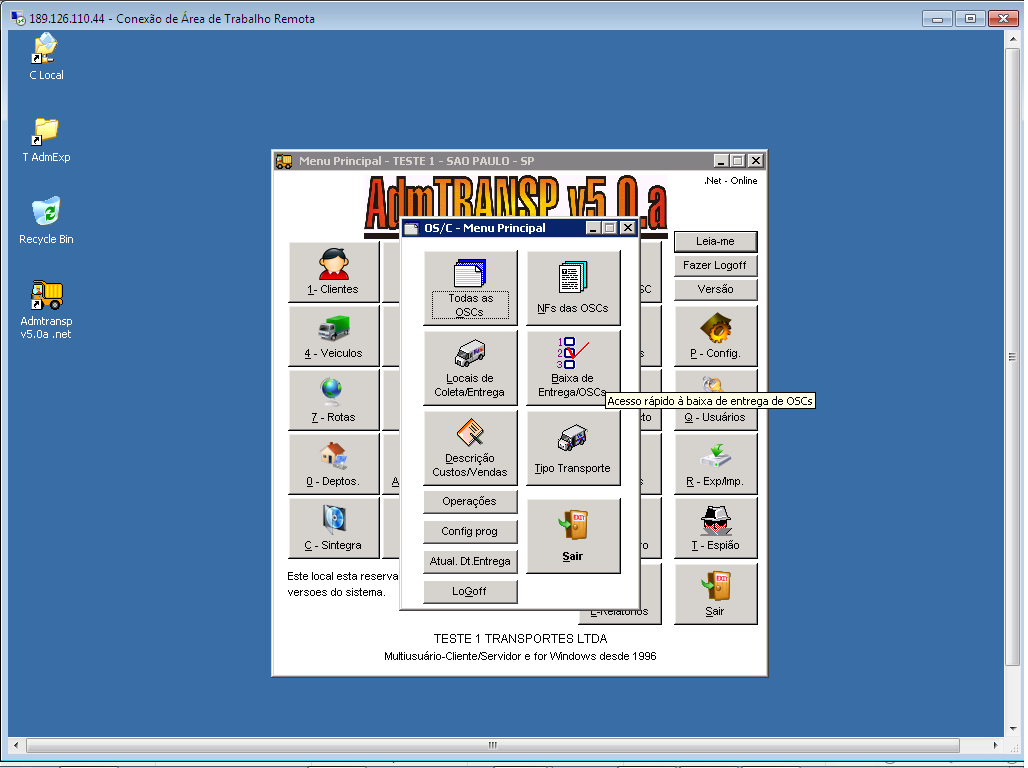 189.126.110.44 - Conexão de Área de Trabalho Remota
C Local
T AdmExp
Recycle Bin
Admtransp
v5.0a .net
Menu Principal - TESTE 1 - SAO PAULO - SP
.Net - Online
AdmTRANSP v5.0.a
Leia-me
Fazer Logoff
Versão
1- Clientes
4 - Veiculos
7 - Rotas
0 - Deptos.
C - Sintegra
P - Config.
Q - Usuários
R - Exp/Imp.
T - Espião
Sair
OS/C - Menu Principal
Todas as
OSCs
NFs das OSCs
Locais de
Coleta/Entrega
Baixa de
Entrega/OSCs
Acesso rápido à baixa de entrega de OSCs
Descrição
Custos/Vendas
Tipo Transporte
Operações
Config prog
Atual. Dt.Entrega
LoGoff
EXIT
Sair
Este local esta reserva
versoes do sistema.
L-Relatorios
TESTE 1 TRANSPORTES LTDA
Multiusuário-Cliente/Servidor e for Windows desde 1996